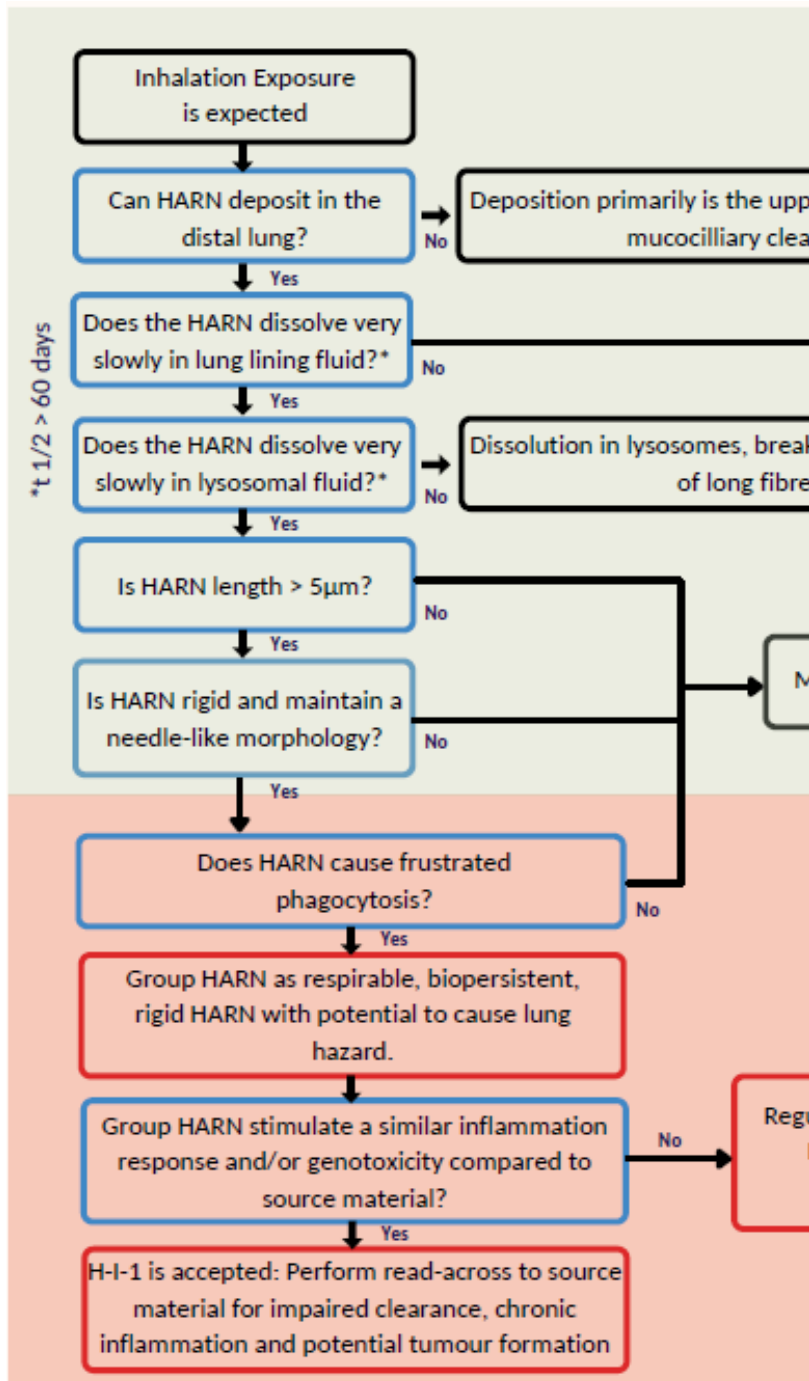 Inhalation Exposure
is expected
Can HARN deposit in the
distal lung?
No
Deposition primarily is the
mucocilliary
Yes
Does the HARN dissolve very
slowly in lung lining fluid?*
No
Yes
*t 1/2 > 60 days
Does the HARN dissolve very
slowly in lysosomal fluid?*
No
Dissolution in lysosomes,
of long
Yes
Is HARN length > 5µm?
No
Yes
Is HARN rigid and maintain a
needle-like morphology?
No
Yes
Does HARN cause frustrated
phagocytosis?
No
Yes
Group HARN as respirable, biopersistent,
rigid HARN with potential to cause lung
hazard.
Group HARN stimulate a similar inflammation
response and/or genotoxicity compared to
source material?
No
Yes
H-I-1 is accepted: Perform read-across to source
material for impaired clearance, chronic
inflammation and potential tumour formation